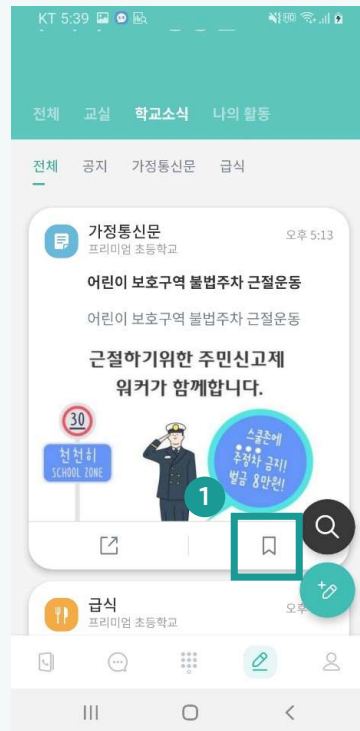 KT 5:39
전체 교실 학교소식 나의 활동
전체 공지 가정통신문 급식
가정통신문
프리미엄 초등학교
오후 5:13
어린이 보호구역 불법주차 근절운동
어린이 보호구역 불법주차 근절운동
근절하기위한 주민신고제
워커가 함께합니다.
30
천천히
SCHOOL ZONE
스쿨존에
주정차 금지!
벌금 8만원!
1
급식
프리미엄 초등학교